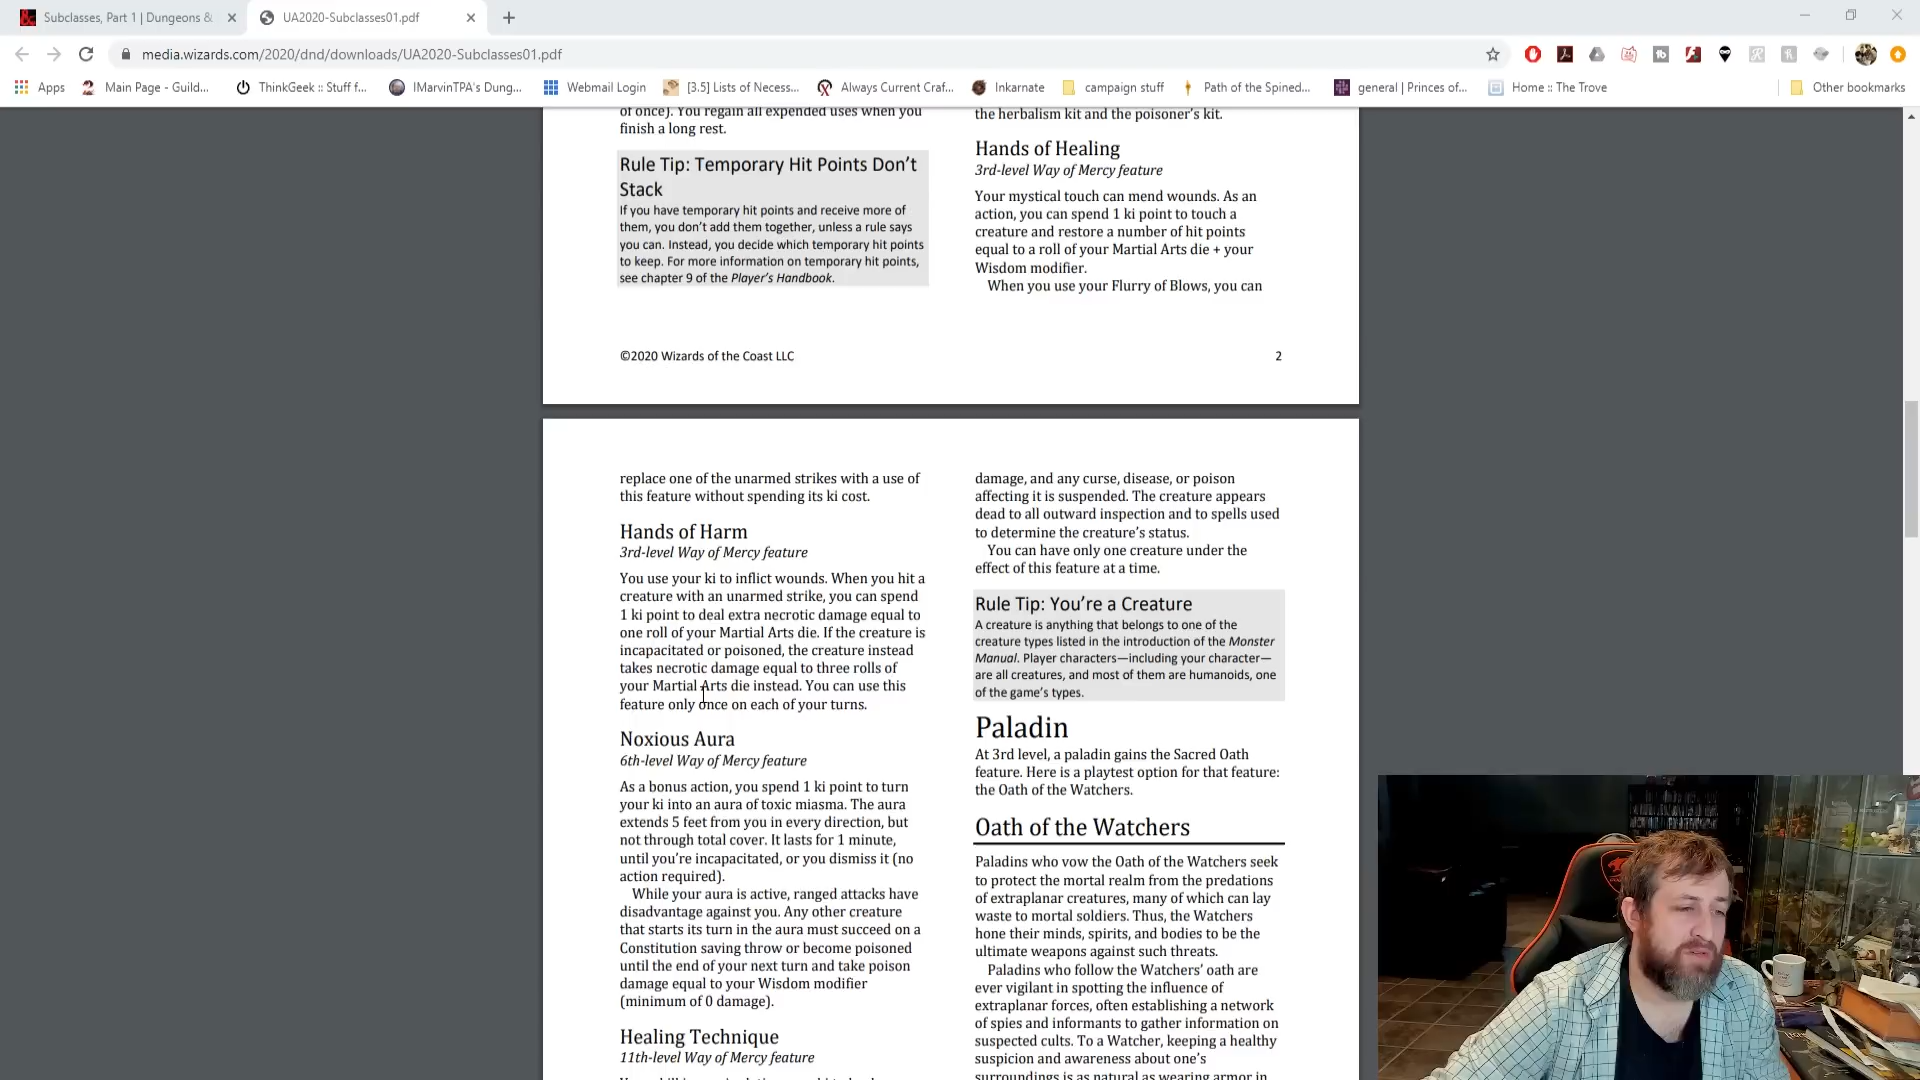 Subclasses, Part 1 | Dungeons &
UA2020-Subclasses01.pdf
media.wizards.com/2020/dnd/downloads/UA2020-Subclasses01.pdf
Apps
Main Page - Guild...
ThinkGeek :: Stuff f...
IMarvinTPA's Dung...
Webmail Login
[3.5] Lists of Necess...
Always Current Craf...
Inkarnate
campaign stuff
Path of the Spined...
general | Princes of...
Home :: The Trove
Other bookmarks
of once). You regain all expended uses when you
finish a long rest.
Rule Tip: Temporary Hit Points Don't
Stack
If you have temporary hit points and receive more of
them, you don't add them together, unless a rule says
you can. Instead, you decide which temporary hit points
to keep. For more information on temporary hit points,
see chapter 9 of the Player's Handbook.
the herbalism kit and the poisoner's kit.
Hands of Healing
3rd-level Way of Mercy feature
Your mystical touch can mend wounds. As an
action, you can spend 1 ki point to touch a
creature and restore a number of hit points
equal to a roll of your Martial Arts die + your
Wisdom modifier.
When you use your Flurry of Blows, you can
©2020 Wizards of the Coast LLC
2
replace one of the unarmed strikes with a use of
this feature without spending its ki cost.
Hands of Harm
3rd-level Way of Mercy feature
You use your ki to inflict wounds. When you hit a
creature with an unarmed strike, you can spend
1 ki point to deal extra necrotic damage equal to
one roll of your Martial Arts die. If the creature is
incapacitated or poisoned, the creature instead
takes necrotic damage equal to three rolls of
your Martial Arts die instead. You can use this
feature only once on each of your turns.
Noxious Aura
6th-level Way of Mercy feature
As a bonus action, you spend 1 ki point to turn
your ki into an aura of toxic miasma. The aura
extends 5 feet from you in every direction, but
not through total cover. It lasts for 1 minute,
until you're incapacitated, or you dismiss it (no
action required).
While your aura is active, ranged attacks have
disadvantage against you. Any other creature
that starts its turn in the aura must succeed on a
Constitution saving throw or become poisoned
until the end of your next turn and take poison
damage equal to your Wisdom modifier
(minimum of 0 damage).
Healing Technique
11th-level Way of Mercy feature
damage, and any curse, disease, or poison
affecting it is suspended. The creature appears
dead to all outward inspection and to spells used
to determine the creature's status.
You can have only one creature under the
effect of this feature at a time.
Rule Tip: You're a Creature
A creature is anything that belongs to one of the
creature types listed in the introduction of the Monster
Manual. Player characters—including your character—
are all creatures, and most of them are humanoids, one
of the game's types.
Paladin
At 3rd level, a paladin gains the Sacred Oath
feature. Here is a playtest option for that feature:
the Oath of the Watchers.
Oath of the Watchers
Paladins who vow the Oath of the Watchers seek
to protect the mortal realm from the predations
of extraplanar creatures, many of which can lay
waste to mortal soldiers. Thus, the Watchers
hone their minds, spirits, and bodies to be the
ultimate weapons against such threats.
Paladins who follow the Watchers' oath are
ever vigilant in spotting the influence of
extraplanar forces, often establishing a network
of spies and informants to gather information on
suspected cults. To a Watcher, keeping a healthy
suspicion and awareness about one's
surroundings is as natural as wearing armor in